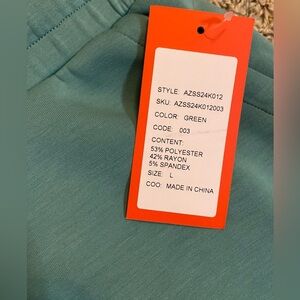 STYLE: AZSS24K012
SKU: AZSS24K012003
COLOR: GREEN
CODE: 003
CONTENT:
53% POLYESTER
42% RAYON
5% SPANDEX
SIZE: L
COO: MADE IN CHINA